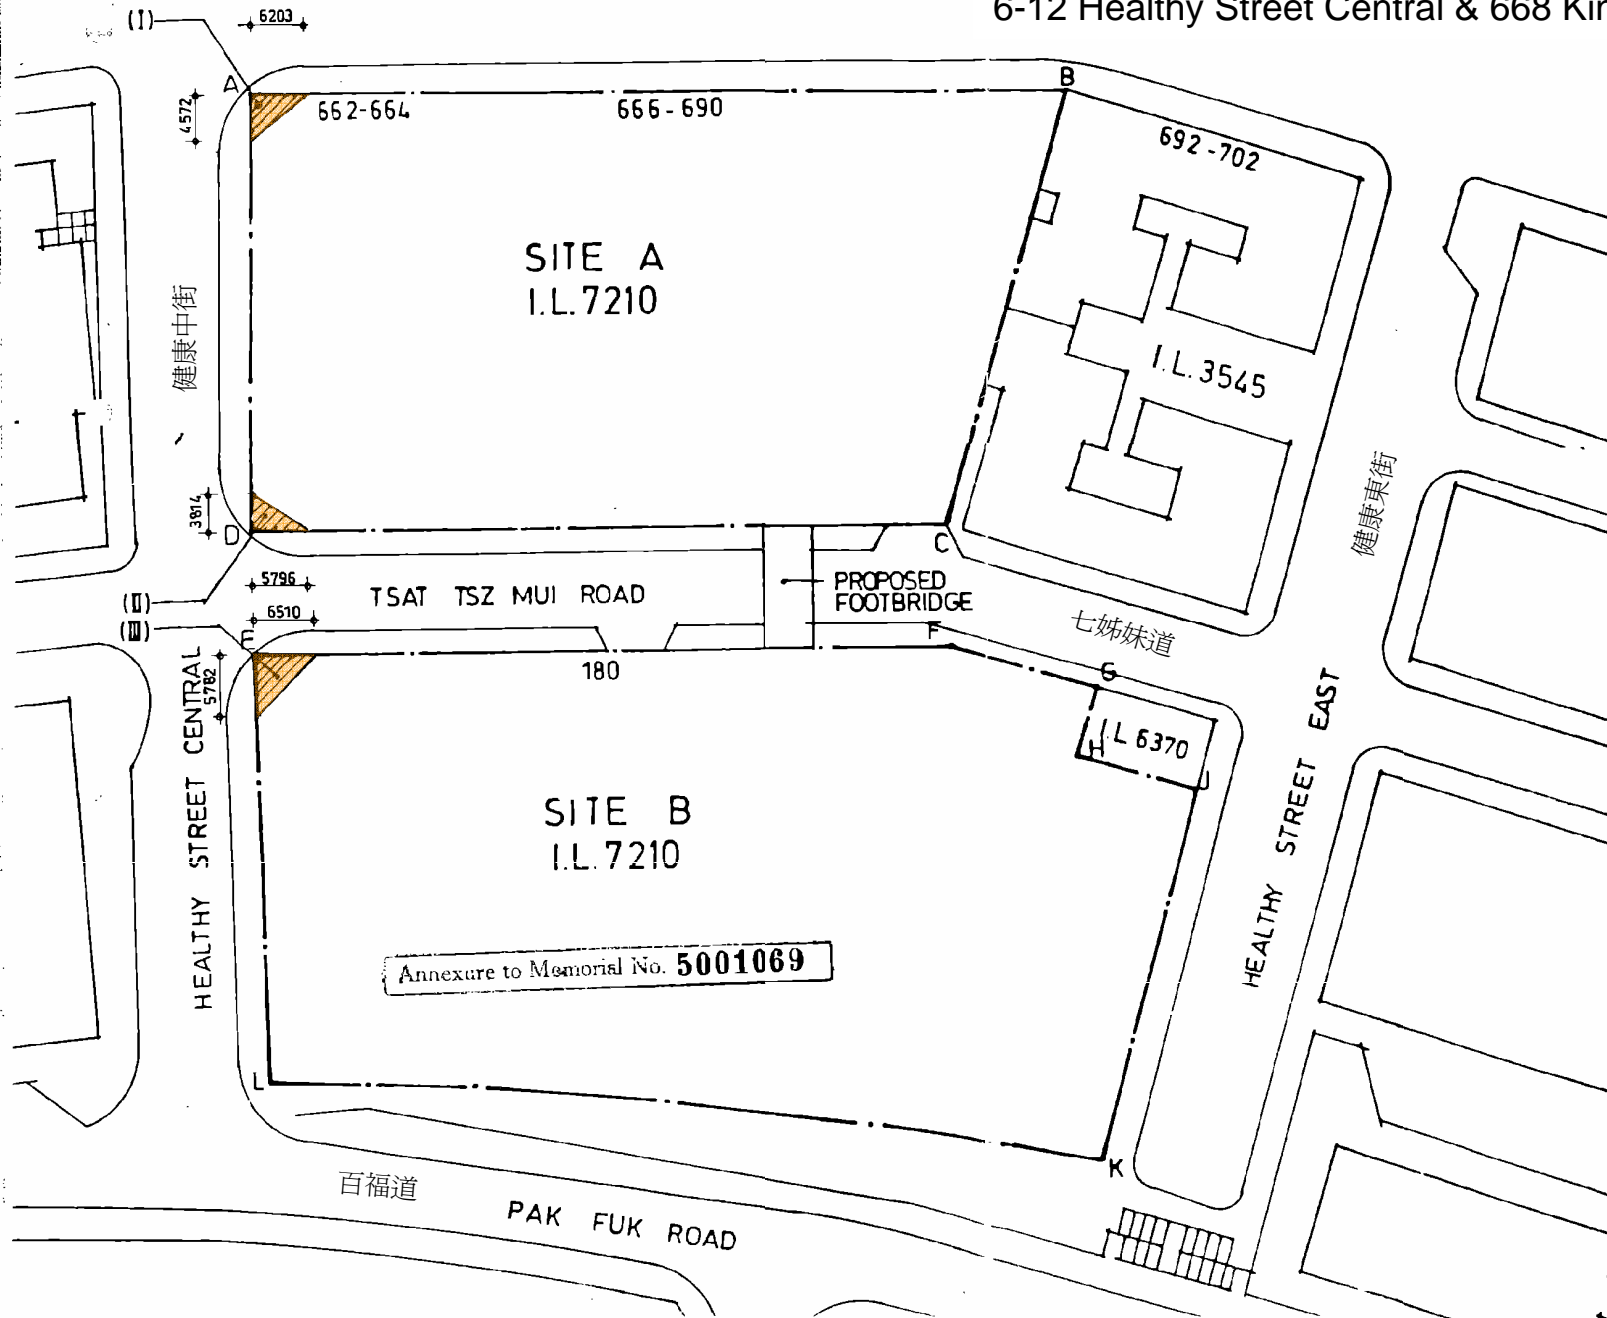 6-12 Healthy Street Central & 668 Kin
(I)
6203
A
B
4572
662-664
666-690
692-702
SITE A
I.L.7210
健康中街
I.L.3545
健康東街
3814
D
C
5796
TSAT TSZ MUI ROAD
PROPOSED
FOOTBRIDGE
(II)
6510
(III)
E
F
七姊妹道
180
G
5782
I.L 6370
H
J
HEALTHY STREET CENTRAL
HEALTHY STREET EAST
SITE B
I.L.7210
Annexure to Memorial No. 5001069
L
K
百福道
PAK FUK ROAD